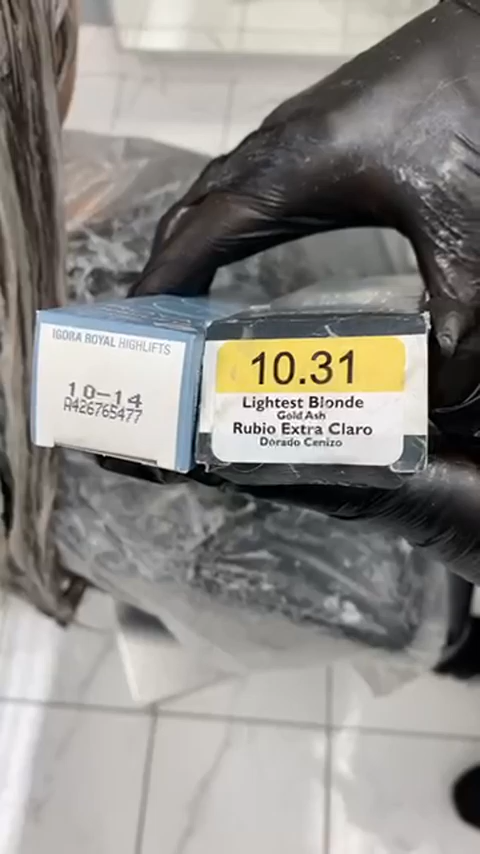 IGORA ROYAL HIGHLIFTS
10-14
A426765477
10.31
Lightest Blonde
Gold Ash
Rubio Extra Claro
Dorado Cenizo